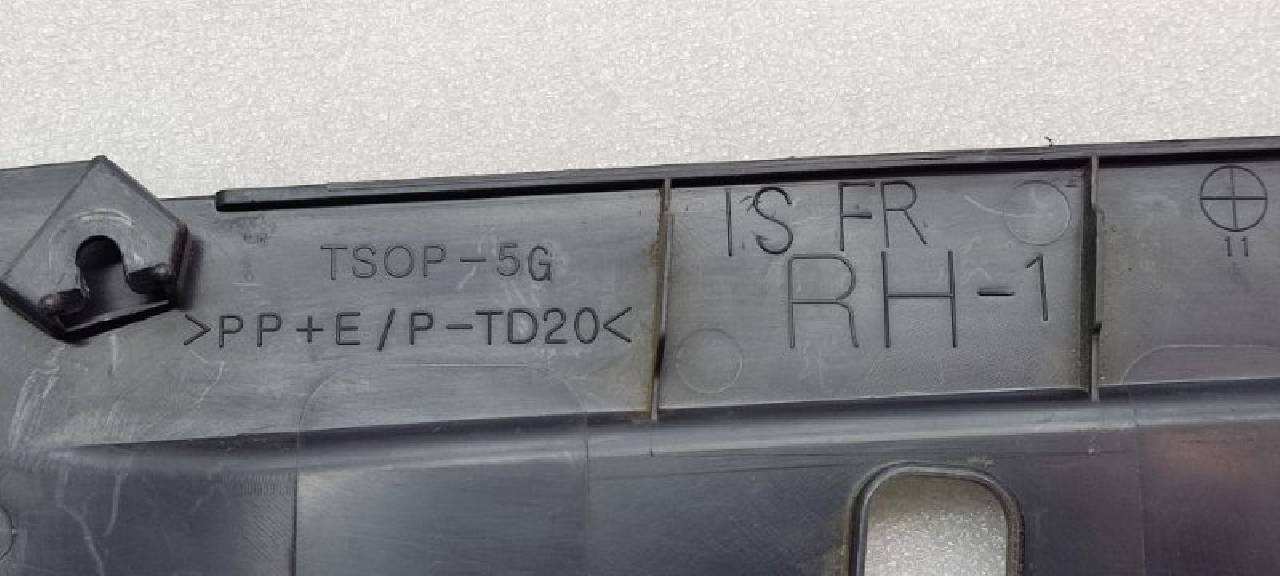 TSOP-5G
>PP+E/P-TD20<
IS FR
RH-1
11